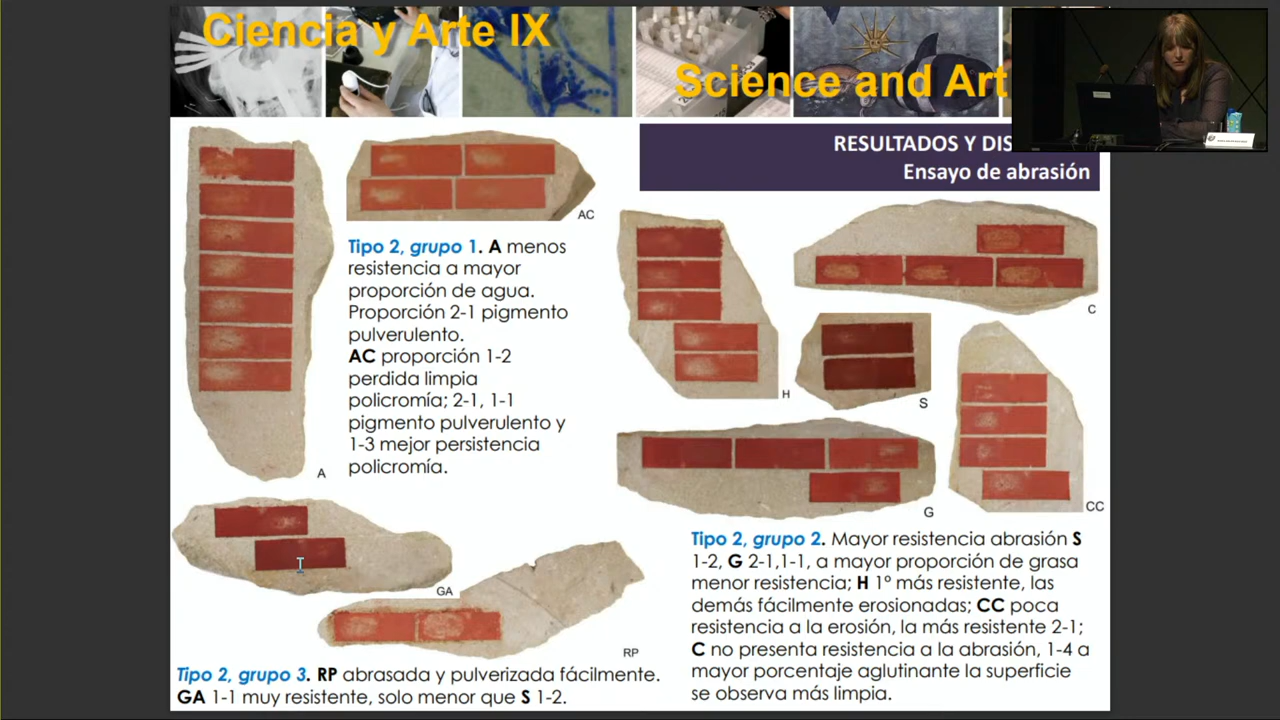 Ciencia y Arte IX
Science and Art
RESULTADOS Y DIS
Ensayo de abrasión
AC
Tipo 2, grupo 1. A menos
resistencia a mayor
proporción de agua.
Proporción 2-1 pigmento
pulverulento.
AC proporción 1-2
perdida limpia
policromía; 2-1, 1-1
pigmento pulverulento y
1-3 mejor persistencia
policromía.
A
C
H
S
G
CC
GA
RP
Tipo 2, grupo 3. RP abrasada y pulverizada fácilmente.
GA 1-1 muy resistente, solo menor que S 1-2.
Tipo 2, grupo 2. Mayor resistencia abrasión S
1-2, G 2-1,1-1, a mayor proporción de grasa
menor resistencia; H 1º más resistente, las
demás fácilmente erosionadas; CC poca
resistencia a la erosión, la más resistente 2-1;
C no presenta resistencia a la abrasión, 1-4 a
mayor porcentaje aglutinante la superficie
se observa más limpia.